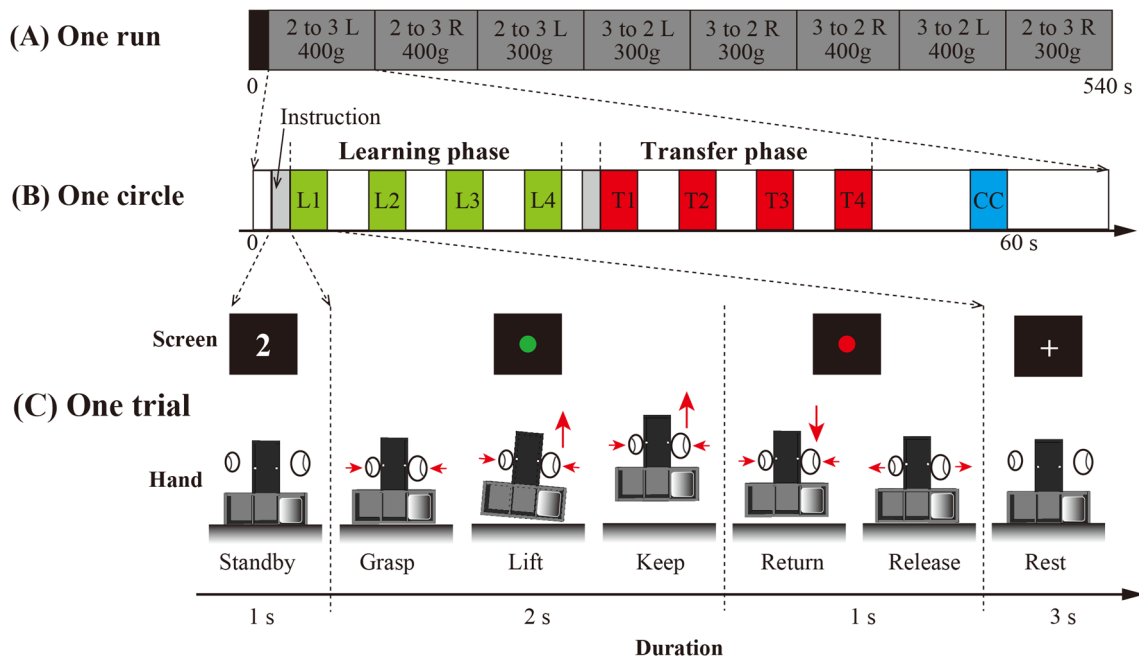 (A) One run
2 to 3 L 2 to 3 R 2 to 3 L 3 to 2 L 3 to 2 R 3 to 2 R 3 to 2 L 2 to 3 R
400g 400g 300g 300g 300g 400g 400g 300g
0 540 s
Instruction
Learning phase Transfer phase
(B) One circle
L1 L2 L3 L4 T1 T2 T3 T4 CC
0 60 s
Screen
2 +
(C) One trial
Hand
Standby Grasp Lift Keep Return Release Rest
1 s 2 s 1 s 3 s
Duration